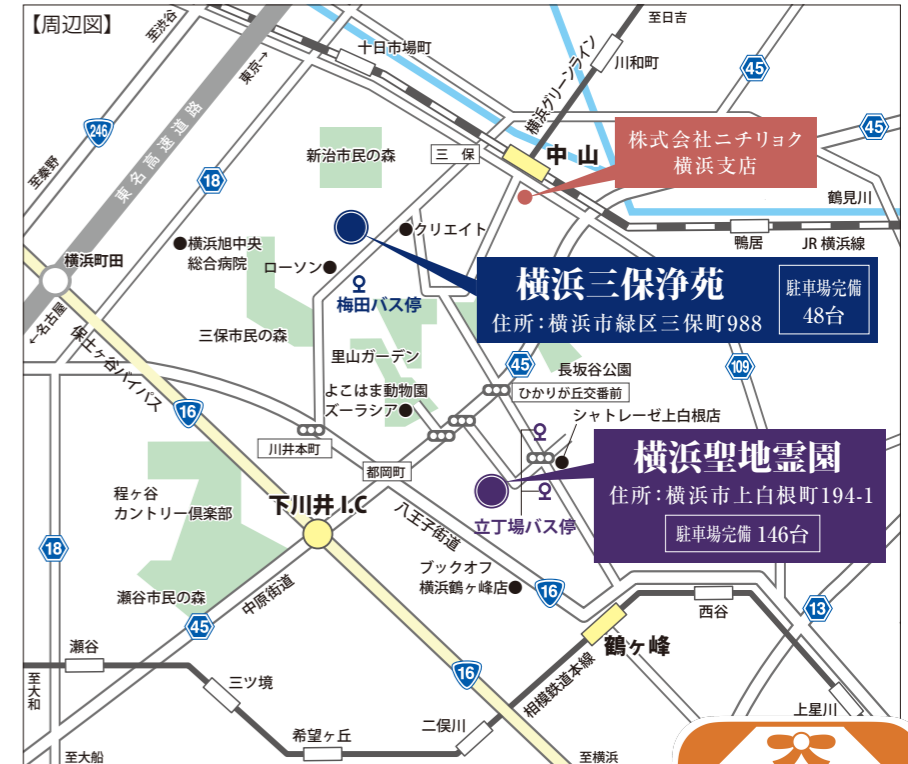 【周辺図】
至渋谷
東京→
十日市場町
至日吉
川和町
横浜グリーンライン
45
246
東名高速道路
新治市民の森
三保
中山
株式会社ニチリョク
横浜支店
45
至秦野
18
鶴見川
鴨居
JR横浜線
横浜旭中央
総合病院
クリエイト
ローソン
横浜町田
梅田バス停
横浜三保浄苑
住所:横浜市緑区三保町988
駐車場完備
48台
←名古屋
保土ヶ谷バイパス
三保市民の森
里山ガーデン
45
長坂谷公園
109
よこはま動物園
ズーラシア
ひかりが丘交番前
16
シャトレーゼ上白根店
川井本町
都岡町
横浜聖地霊園
住所:横浜市上白根町194-1
駐車場完備 146台
程ヶ谷
カントリー倶楽部
下川井I.C
八王子街道
立丁場バス停
18
ブックオフ
横浜鶴ヶ峰店
16
瀬谷市民の森
中原街道
45
13
西谷
鶴ヶ峰
瀬谷
16
相模鉄道本線
至大和
三ツ境
上星川
二俣川
希望ヶ丘
至大船
至横浜